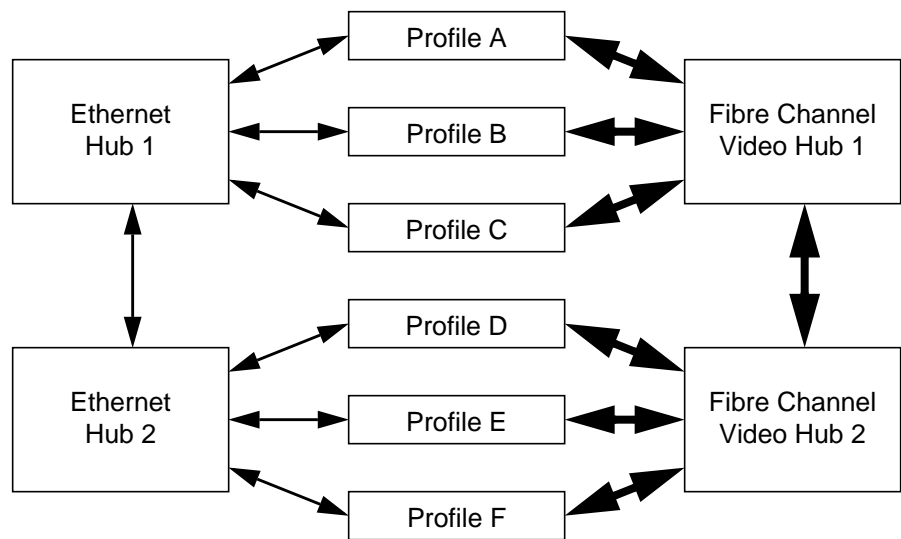 Profile A
Ethernet
Hub 1
Profile B
Fibre Channel
Video Hub 1
Profile C
Profile D
Ethernet
Hub 2
Profile E
Fibre Channel
Video Hub 2
Profile F